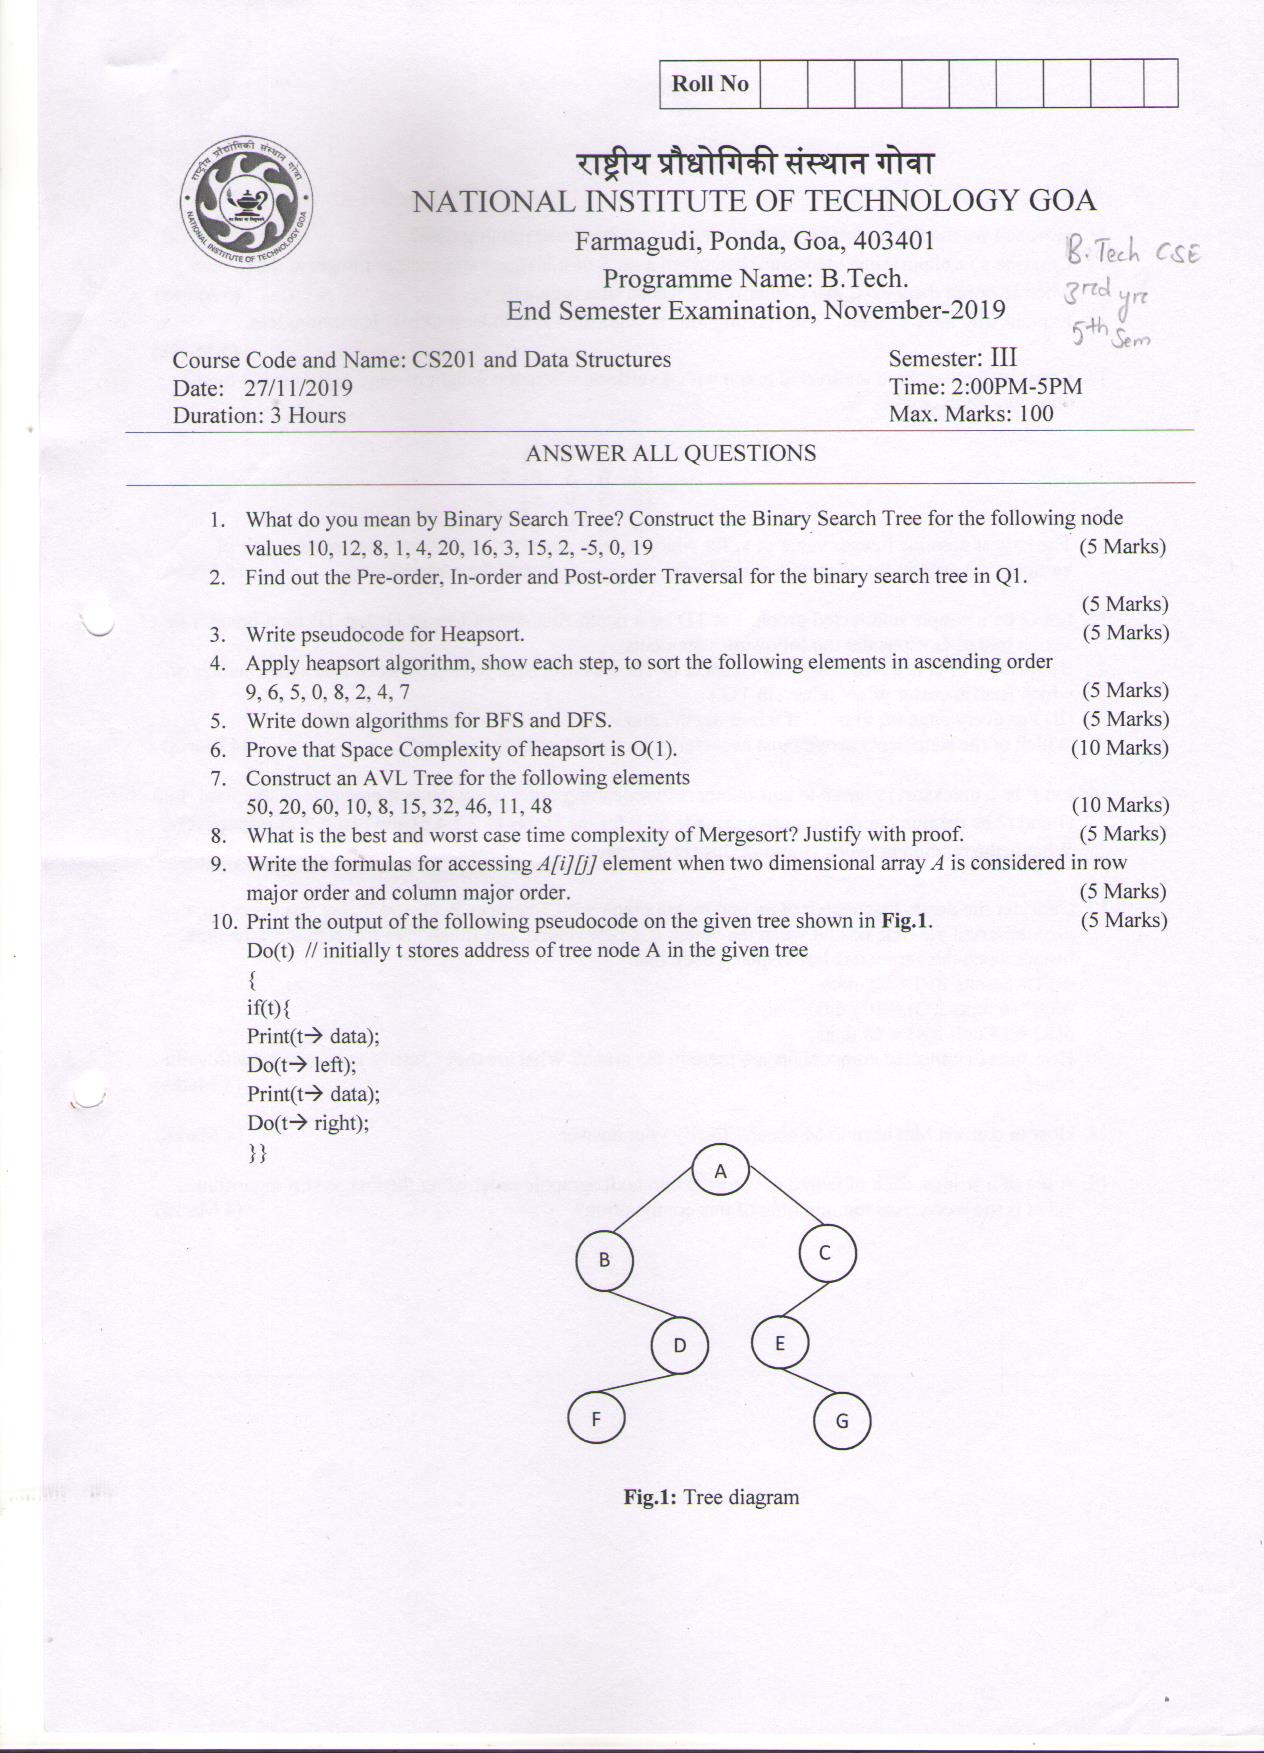 Roll No
राष्ट्रीय प्रौधोगिकी संस्थान गोवा
NATIONAL INSTITUTE OF TECHNOLOGY GOA
Farmagudi, Ponda, Goa, 403401
Programme Name: B.Tech.
End Semester Examination, November-2019
B.Tech CSE
3rd yr
5th Sem
राष्ट्रीय प्रौद्योगिकी संस्थान गोवा
NATIONAL INSTITUTE OF TECHNOLOGY GOA
Course Code and Name: CS201 and Data Structures Semester: III
Date: 27/11/2019 Time: 2:00PM-5PM
Duration: 3 Hours Max. Marks: 100
ANSWER ALL QUESTIONS
1. What do you mean by Binary Search Tree? Construct the Binary Search Tree for the following node
values 10, 12, 8, 1, 4, 20, 16, 3, 15, 2, -5, 0, 19 (5 Marks)
2. Find out the Pre-order, In-order and Post-order Traversal for the binary search tree in Q1.
(5 Marks)
3. Write pseudocode for Heapsort. (5 Marks)
4. Apply heapsort algorithm, show each step, to sort the following elements in ascending order
9, 6, 5, 0, 8, 2, 4, 7 (5 Marks)
5. Write down algorithms for BFS and DFS. (5 Marks)
6. Prove that Space Complexity of heapsort is O(1). (10 Marks)
7. Construct an AVL Tree for the following elements
50, 20, 60, 10, 8, 15, 32, 46, 11, 48 (10 Marks)
8. What is the best and worst case time complexity of Mergesort? Justify with proof. (5 Marks)
9. Write the formulas for accessing A[i][j] element when two dimensional array A is considered in row
major order and column major order. (5 Marks)
10. Print the output of the following pseudocode on the given tree shown in Fig.1. (5 Marks)
Do(t) // initially t stores address of tree node A in the given tree
{
if(t){
Print(t→ data);
Do(t→ left);
Print(t→ data);
Do(t→ right);
}}
A
B C
D E
F G
Fig.1: Tree diagram